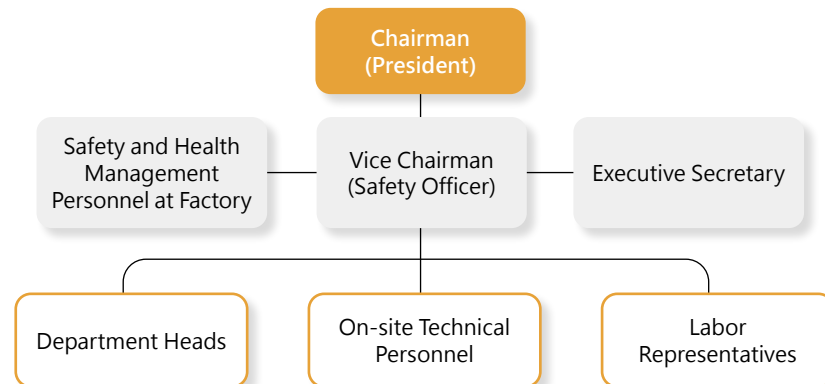 Chairman
(President)
Safety and Health
Management
Personnel at Factory
Vice Chairman
(Safety Officer)
Executive Secretary
Department Heads
On-site Technical
Personnel
Labor
Representatives